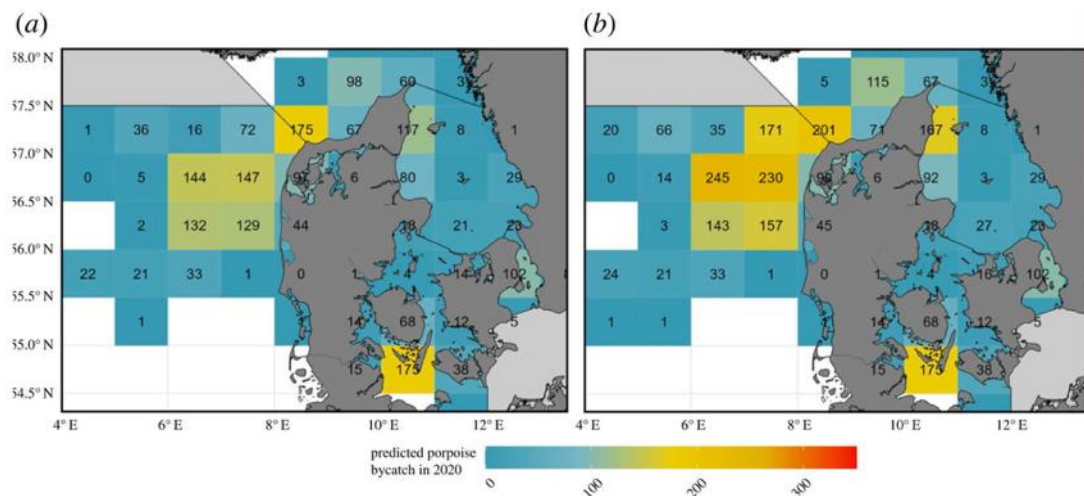 (a)
(b)
58.0° N
57.5° N
57.0° N
56.5° N
56.0° N
55.5° N
55.0° N
54.5° N
3 98 60 3
1 36 16 72 175 67 117 8 1
0 5 144 147 6 80 3 29
2 132 129 44 18 21 23
22 21 33 1 0 1 4 14 102
1 14 68 12 5
15 175 38
4° E 6° E 8° E 10° E 12° E
5 115 67 3
20 66 35 171 201 71 167 8 1
0 14 245 230 6 92 3 29
3 143 157 45 18 27 23
24 21 33 1 0 1 4 16 102
1 1 14 68 12 5
15 175 38
4° E 6° E 8° E 10° E 12° E
predicted porpoise
bycatch in 2020
0 100 200 300